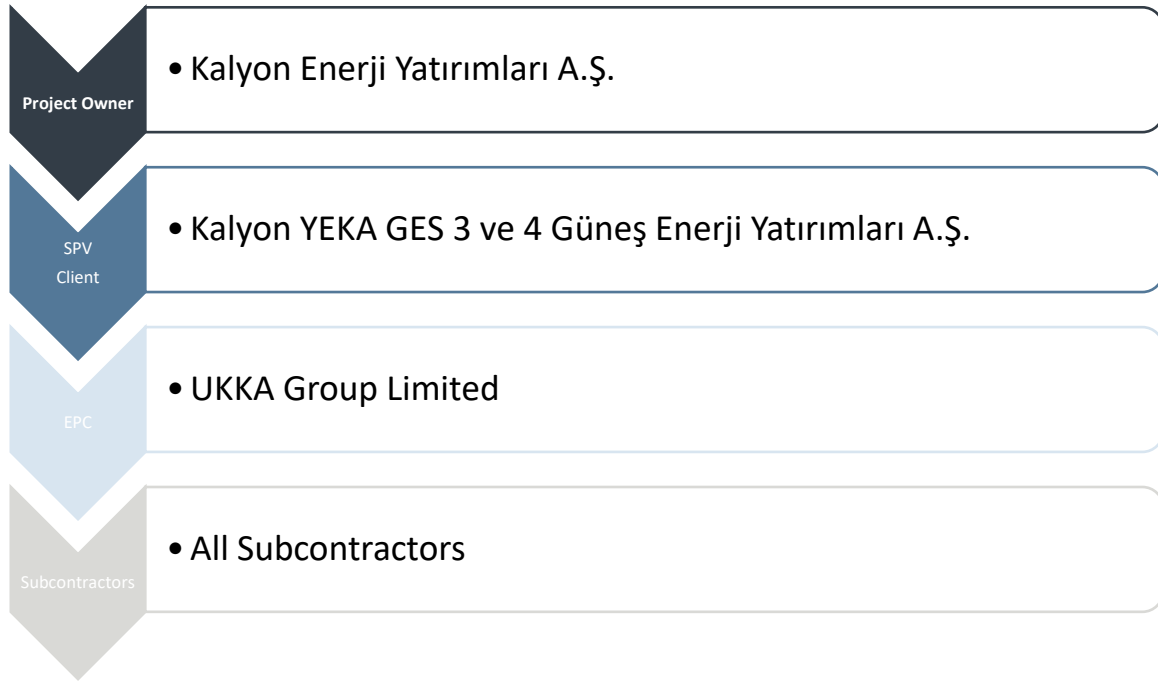 Project Owner
• Kalyon Enerji Yatırımları A.Ş.
SPV
Client
• Kalyon YEKA GES 3 ve 4 Güneş Enerji Yatırımları A.Ş.
EPC
• UKKA Group Limited
Subcontractors
• All Subcontractors